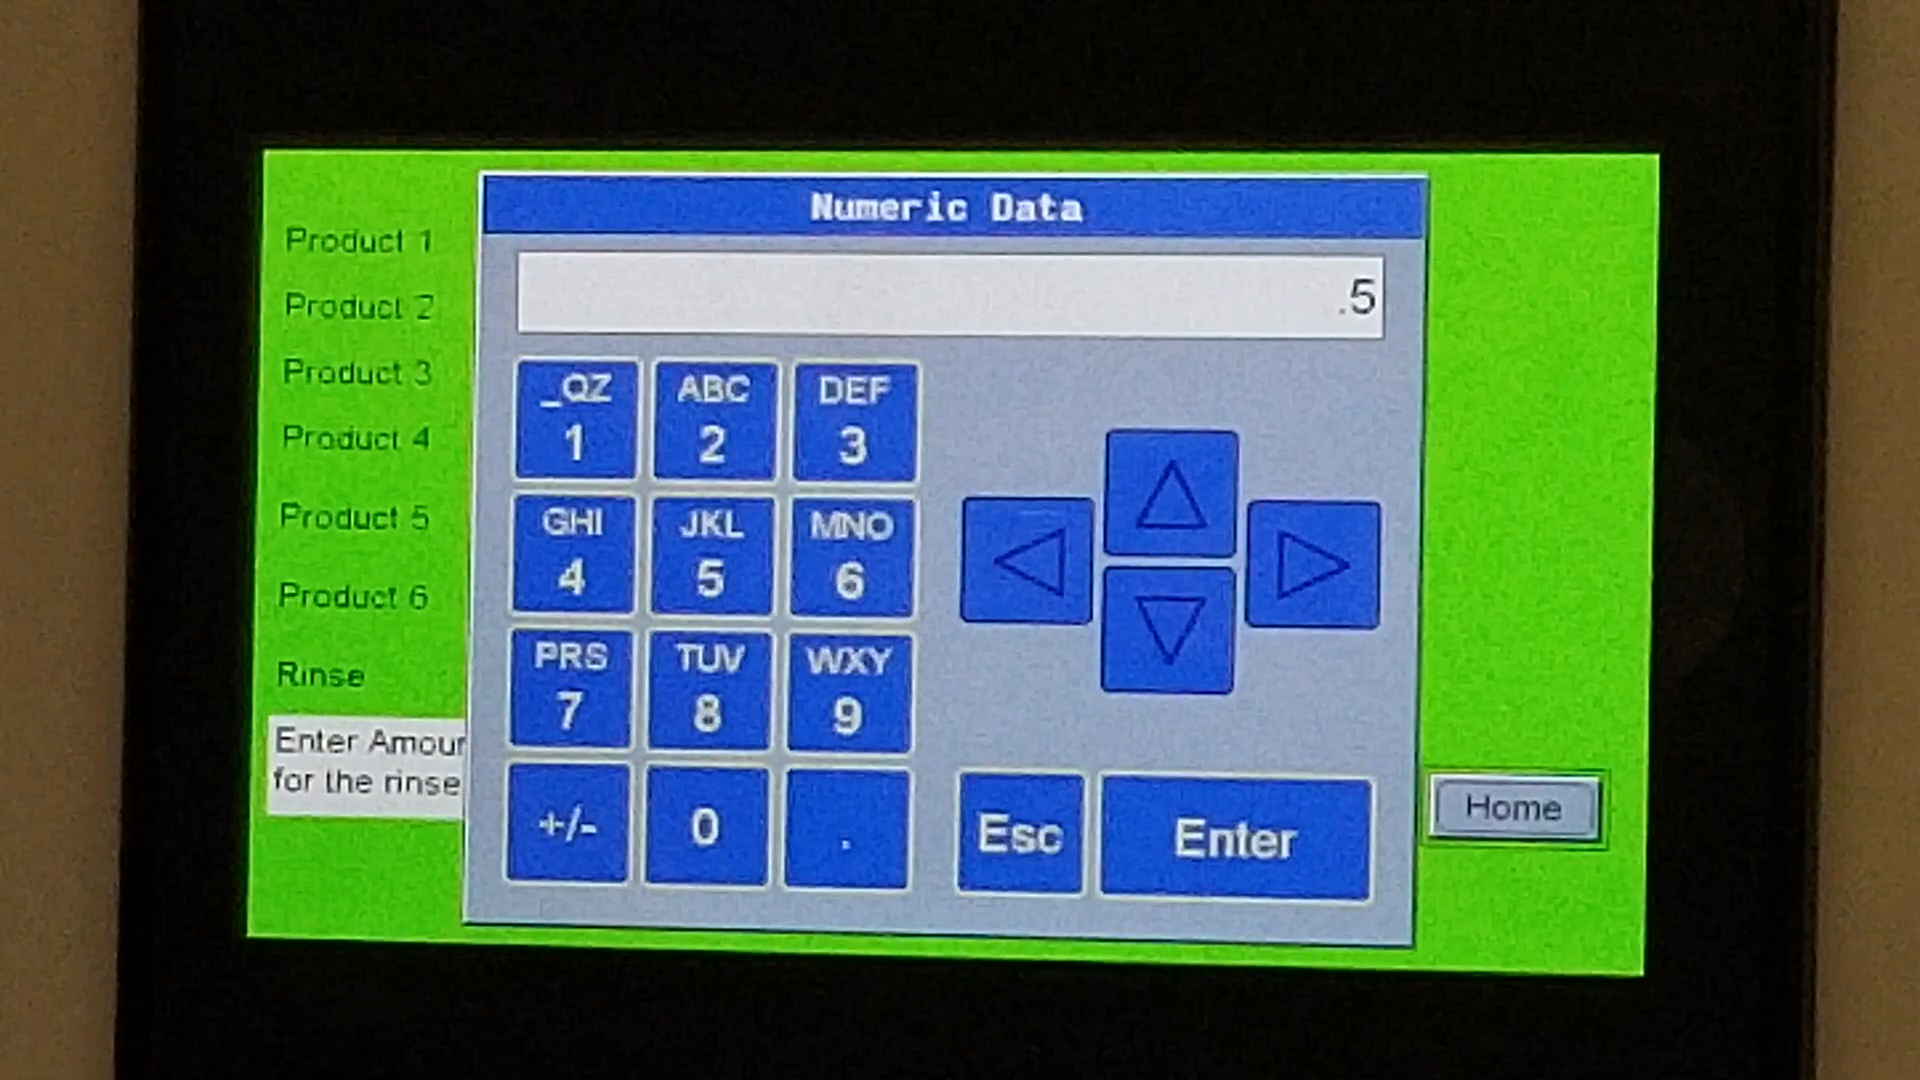 Numeric Data
.5
Product 1
Product 2
Product 3
Product 4
Product 5
Product 6
Rinse
Enter Amour
for the rinse
_QZ ABC DEF
1 2 3
GHI JKL MNO
4 5 6
PRS TUV WXY
7 8 9
+/- 0 .
Esc Enter
Home